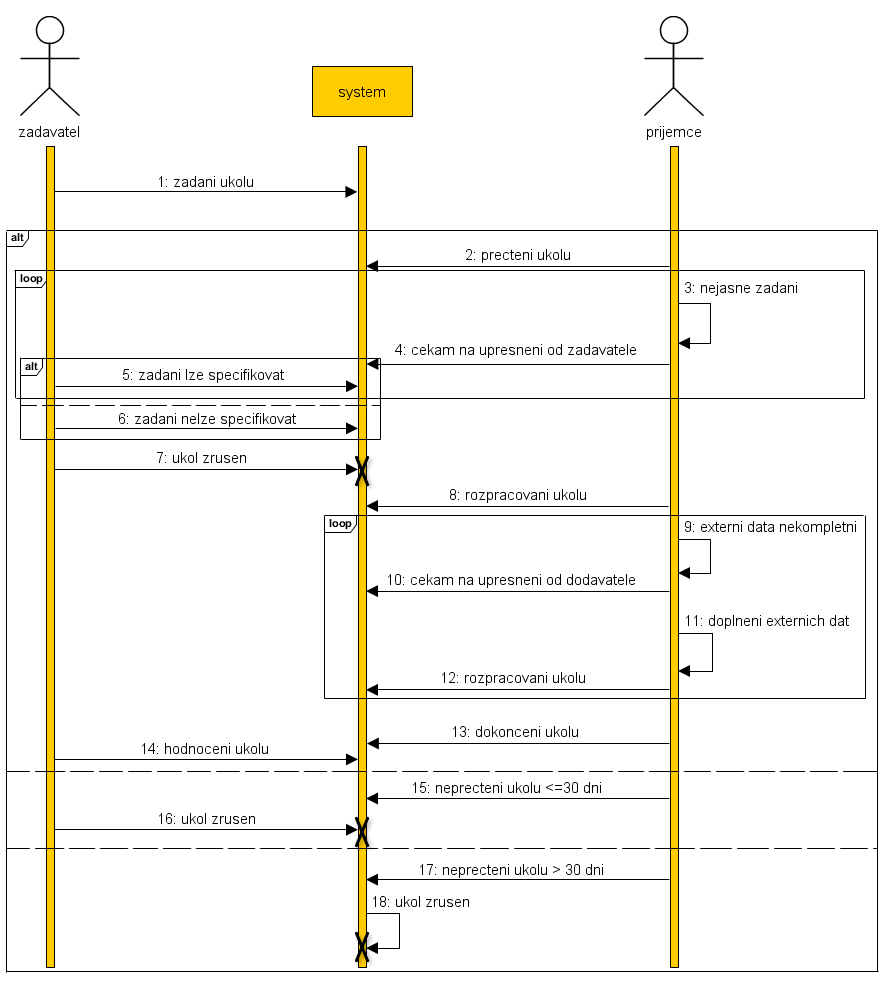 system
zadavatel
prijemce
1: zadani ukolu
alt
2: precteni ukolu
loop
3: nejasne zadani
4: cekam na upresneni od zadavatele
alt
5: zadani lze specifikovat
6: zadani nelze specifikovat
7: ukol zrusen
8: rozpracovani ukolu
loop
9: externi data nekompletni
10: cekam na upresneni od dodavatele
11: doplneni externich dat
12: rozpracovani ukolu
13: dokonceni ukolu
14: hodnoceni ukolu
15: neprecteni ukolu <=30 dni
16: ukol zrusen
17: neprecteni ukolu > 30 dni
18: ukol zrusen